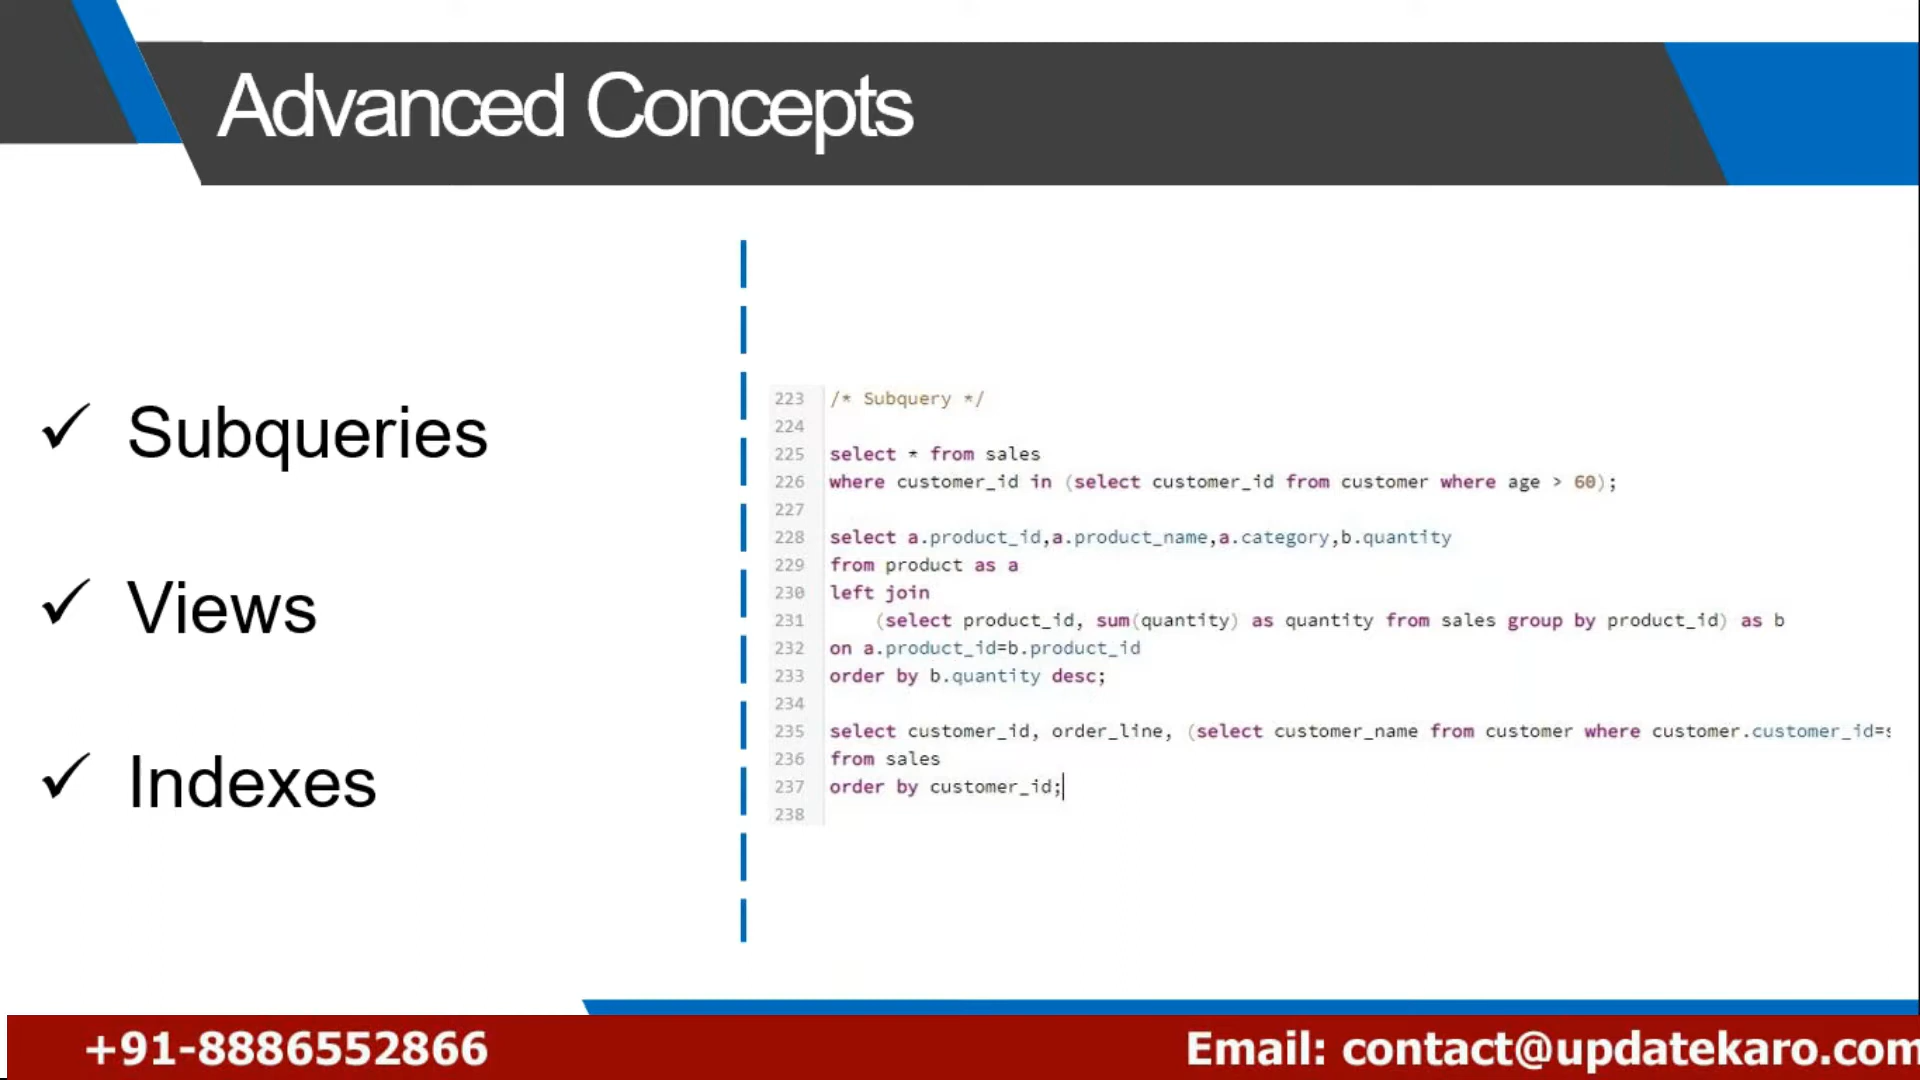 Advanced Concepts
✓ Subqueries
✓ Views
✓ Indexes
223 /* Subquery */
224
225 select * from sales
226 where customer_id in (select customer_id from customer where age > 60);
227
228 select a.product_id,a.product_name,a.category,b.quantity
229 from product as a
230 left join
231     (select product_id, sum(quantity) as quantity from sales group by product_id) as b
232 on a.product_id=b.product_id
233 order by b.quantity desc;
234
235 select customer_id, order_line, (select customer_name from customer where customer.customer_id=
236 from sales
237 order by customer_id;
238
+91-8886552866
Email: contact@updatekaro.com